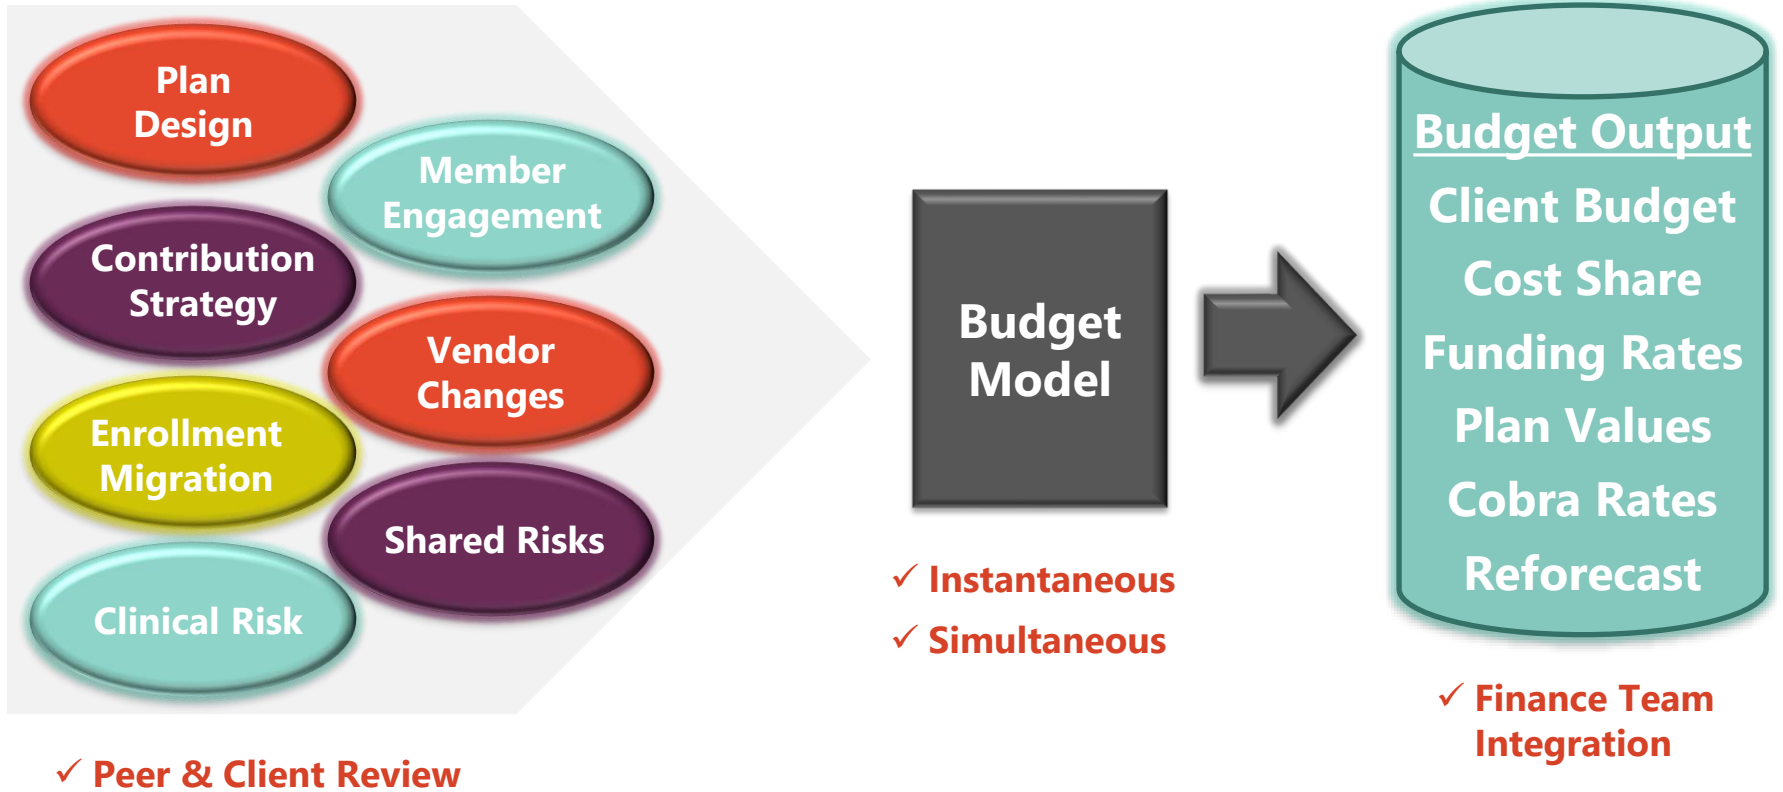 Plan
Design
Member
Engagement
Contribution
Strategy
Vendor
Changes
Enrollment
Migration
Shared Risks
Clinical Risk
✓ Peer & Client Review
Budget
Model
✓ Instantaneous
✓ Simultaneous
Budget Output
Client Budget
Cost Share
Funding Rates
Plan Values
Cobra Rates
Reforecast
✓ Finance Team
Integration